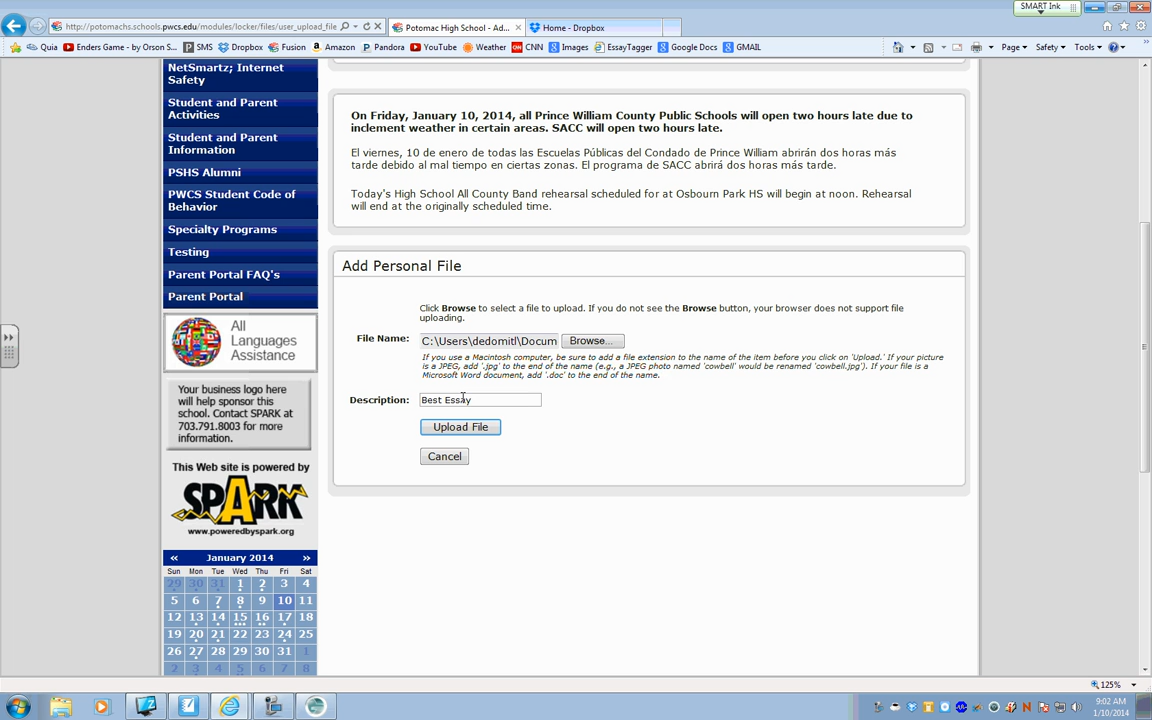 SMART Ink
http://potomachs.schools.pwcs.edu/modules/locker/files/user_upload_file
Potomac High School - Ad...
Home - Dropbox
Quia Enders Game - by Orson S... SMS Dropbox Fusion Amazon Pandora YouTube Weather CNN Images EssayTagger Google Docs GMAIL
Page Safety Tools
NetSmartz; Internet
Safety
Student and Parent
Activities
Student and Parent
Information
PSHS Alumni
PWCS Student Code of
Behavior
Specialty Programs
Testing
Parent Portal FAQ's
Parent Portal
All
Languages
Assistance
Your business logo here
will help sponsor this
school. Contact SPARK at
703.791.8003 for more
information.
This Web site is powered by
SPARK
www.poweredbyspark.org
« January 2014 »
Sun Mon Tue Wed Thu Fri Sat
29 30 31 1 2 3 4
5 6 7 8 9 10 11
12 13 14 15 16 17 18
19 20 21 22 23 24 25
26 27 28 29 30 31 1
2 3 4 5 6 7 8
On Friday, January 10, 2014, all Prince William County Public Schools will open two hours late due to
inclement weather in certain areas. SACC will open two hours late.
El viernes, 10 de enero de todas las Escuelas Públicas del Condado de Prince William abrirán dos horas más
tarde debido al mal tiempo en ciertas zonas. El programa de SACC abrirá dos horas más tarde.
Today's High School All County Band rehearsal scheduled for at Osbourn Park HS will begin at noon. Rehearsal
will end at the originally scheduled time.
Add Personal File
Click Browse to select a file to upload. If you do not see the Browse button, your browser does not support file
uploading.
File Name: C:\Users\dedomitl\Docum Browse...
If you use a Macintosh computer, be sure to add a file extension to the name of the item before you click on 'Upload.' If your picture
is a JPEG, add '.jpg' to the end of the name (e.g., a JPEG photo named 'cowbell' would be renamed 'cowbell.jpg'). If your file is a
Microsoft Word document, add '.doc' to the end of the name.
Description: Best Essay
Upload File
Cancel
125%
9:02 AM
1/10/2014